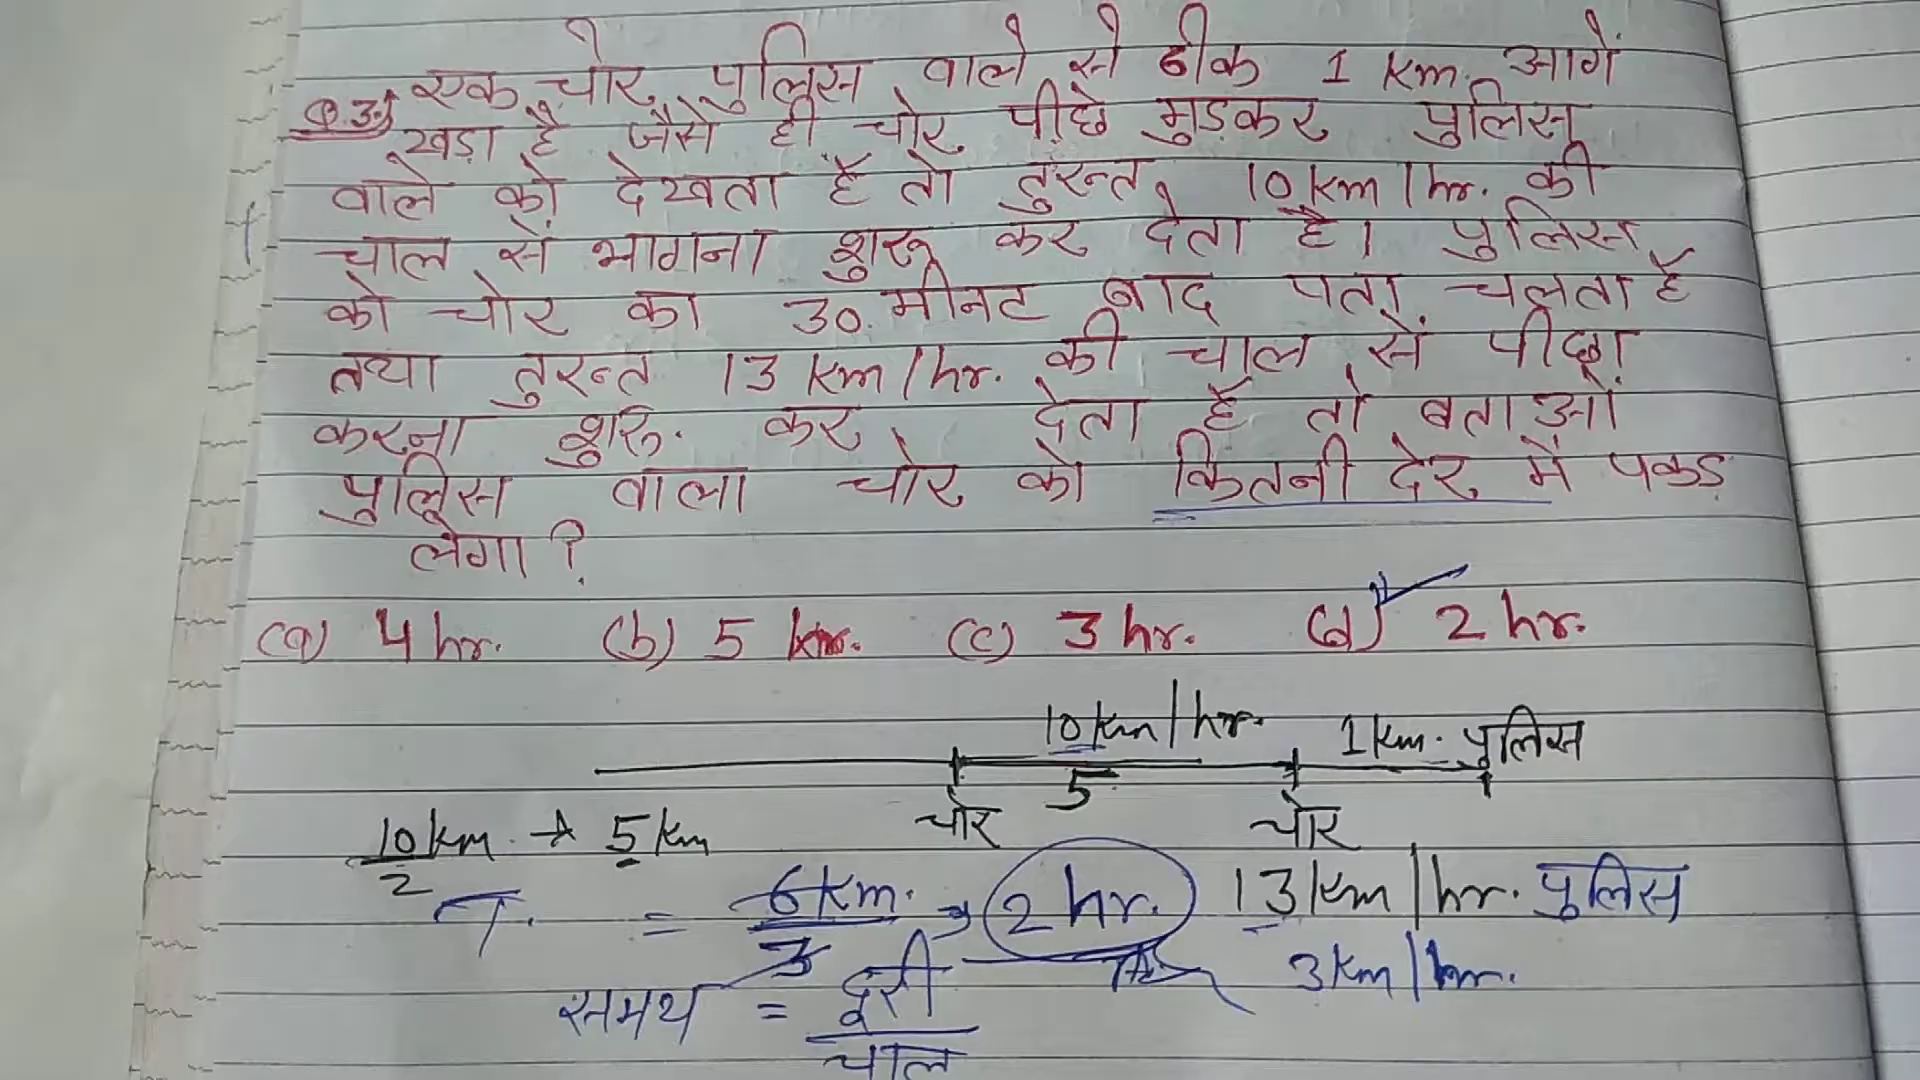 Q.3. एक चोर पुलिस वाले से ठीक 1 km. आगें
खड़ा है जैसे ही चोर पीछे मुड़कर पुलिस
वाले को देखता है तो तुरन्त 10 km/hr. की
चाल सें भागना शुरू कर देता है। पुलिस
को चोर का 30 मीनट बाद पता चलता है
तथा तुरन्त 13 km/hr. की चाल सें पीछा
करना शुरू कर देता है तो बताओं
पुलिस वाला चोर को कितनी देर में पकड़
लेगा ?
(a) 4 hr. (b) 5 hr. (c) 3 hr. (d) 2 hr.
10 km/hr. 1 km. पुलिस
5
चोर चोर
10 km → 5 km
2
T. = 6 km. ⇒ 2 hr. 13 km/hr. पुलिस
3 3 km/hr.
समय = दूरी
चाल